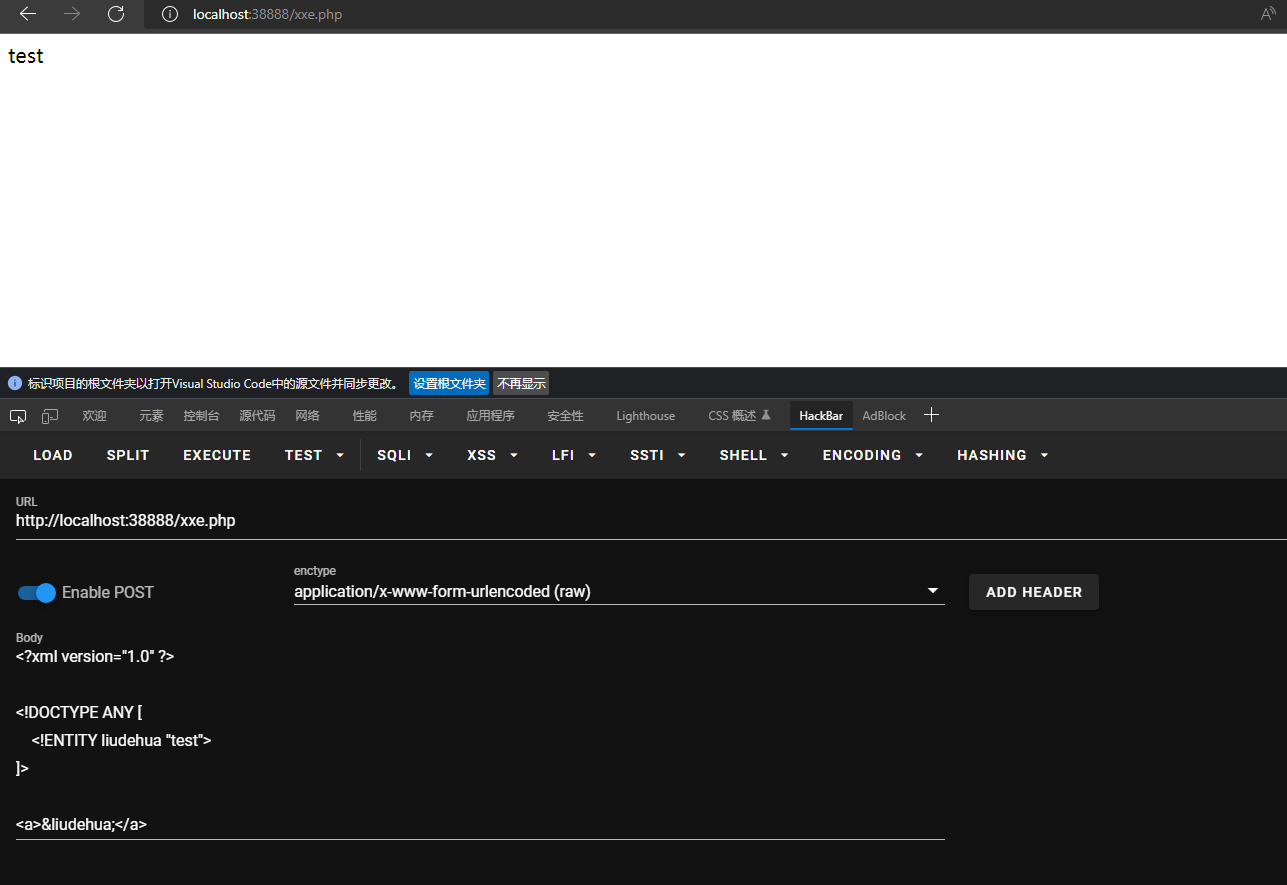 localhost:38888/xxe.php
test
标识项目的根文件夹以打开Visual Studio Code中的源文件并同步更改。 设置根文件夹 不再显示
欢迎 元素 控制台 源代码 网络 性能 内存 应用程序 安全性 Lighthouse CSS 概述 HackBar AdBlock
LOAD SPLIT EXECUTE TEST SQLI XSS LFI SSTI SHELL ENCODING HASHING
URL
http://localhost:38888/xxe.php
Enable POST
enctype
application/x-www-form-urlencoded (raw)
ADD HEADER
Body
<?xml version="1.0" ?>
<!DOCTYPE ANY [
<!ENTITY liudehua "test">
]>
<a>&liudehua;</a>